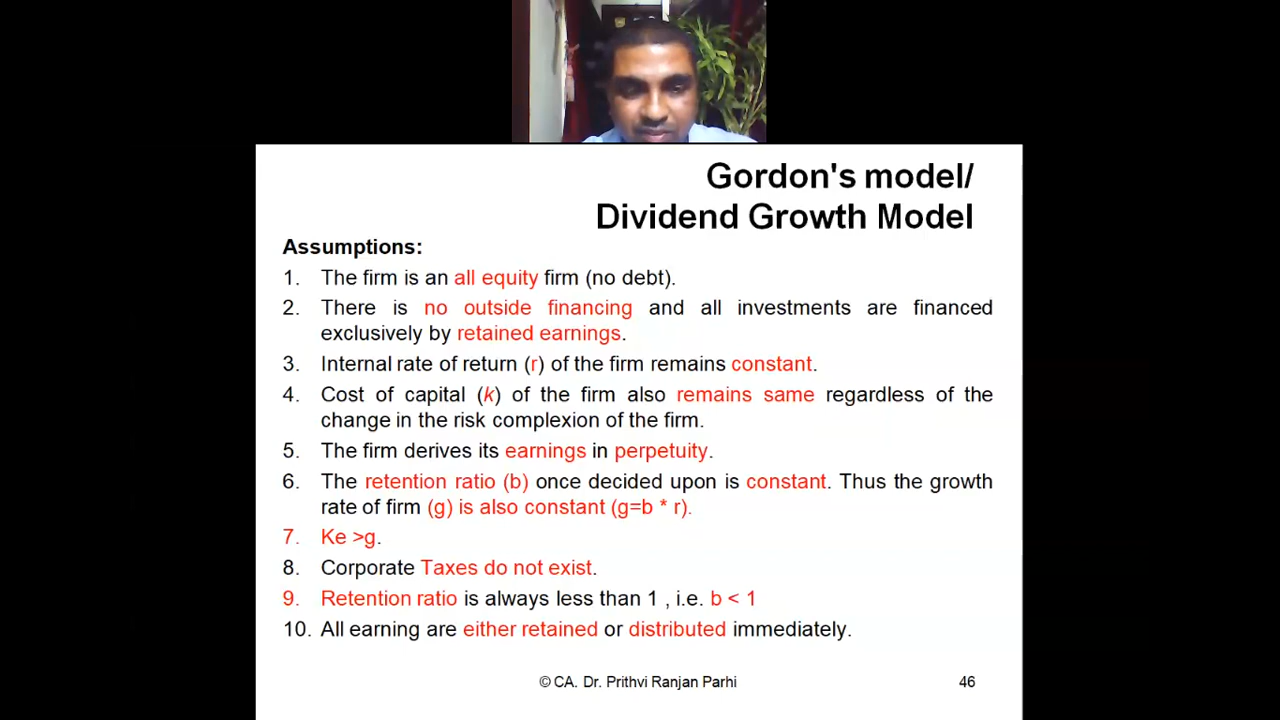 Gordon's model/
Dividend Growth Model
Assumptions:
1. The firm is an all equity firm (no debt).
2. There is no outside financing and all investments are financed
exclusively by retained earnings.
3. Internal rate of return (r) of the firm remains constant.
4. Cost of capital (k) of the firm also remains same regardless of the
change in the risk complexion of the firm.
5. The firm derives its earnings in perpetuity.
6. The retention ratio (b) once decided upon is constant. Thus the growth
rate of firm (g) is also constant (g=b * r).
7. Ke >g.
8. Corporate Taxes do not exist.
9. Retention ratio is always less than 1 , i.e. b < 1
10. All earning are either retained or distributed immediately.
© CA. Dr. Prithvi Ranjan Parhi
46